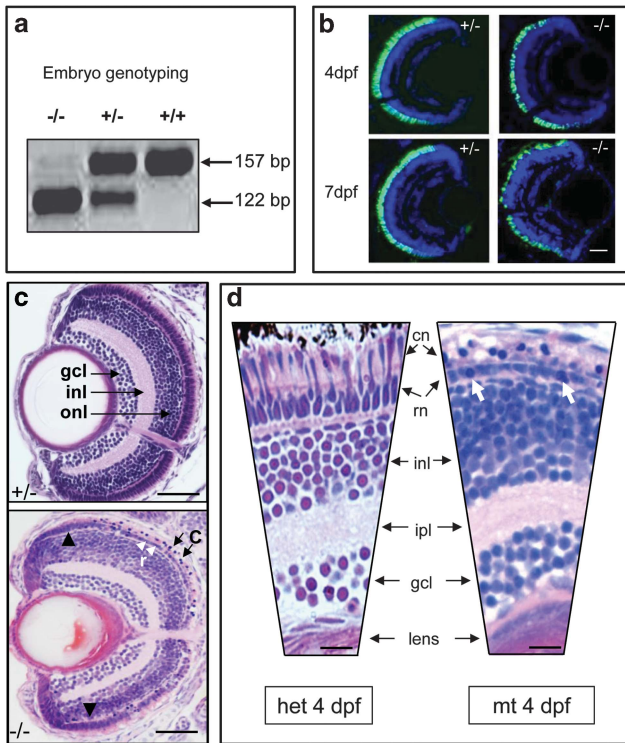 a
Embryo genotyping
-/- +/- +/+
157 bp
122 bp
b
4dpf
+/-
-/-
7dpf
+/-
-/-
c
gcl
inl
onl
+/-
C
r
-/-
d
cn
rn
inl
ipl
gcl
lens
het 4 dpf
mt 4 dpf